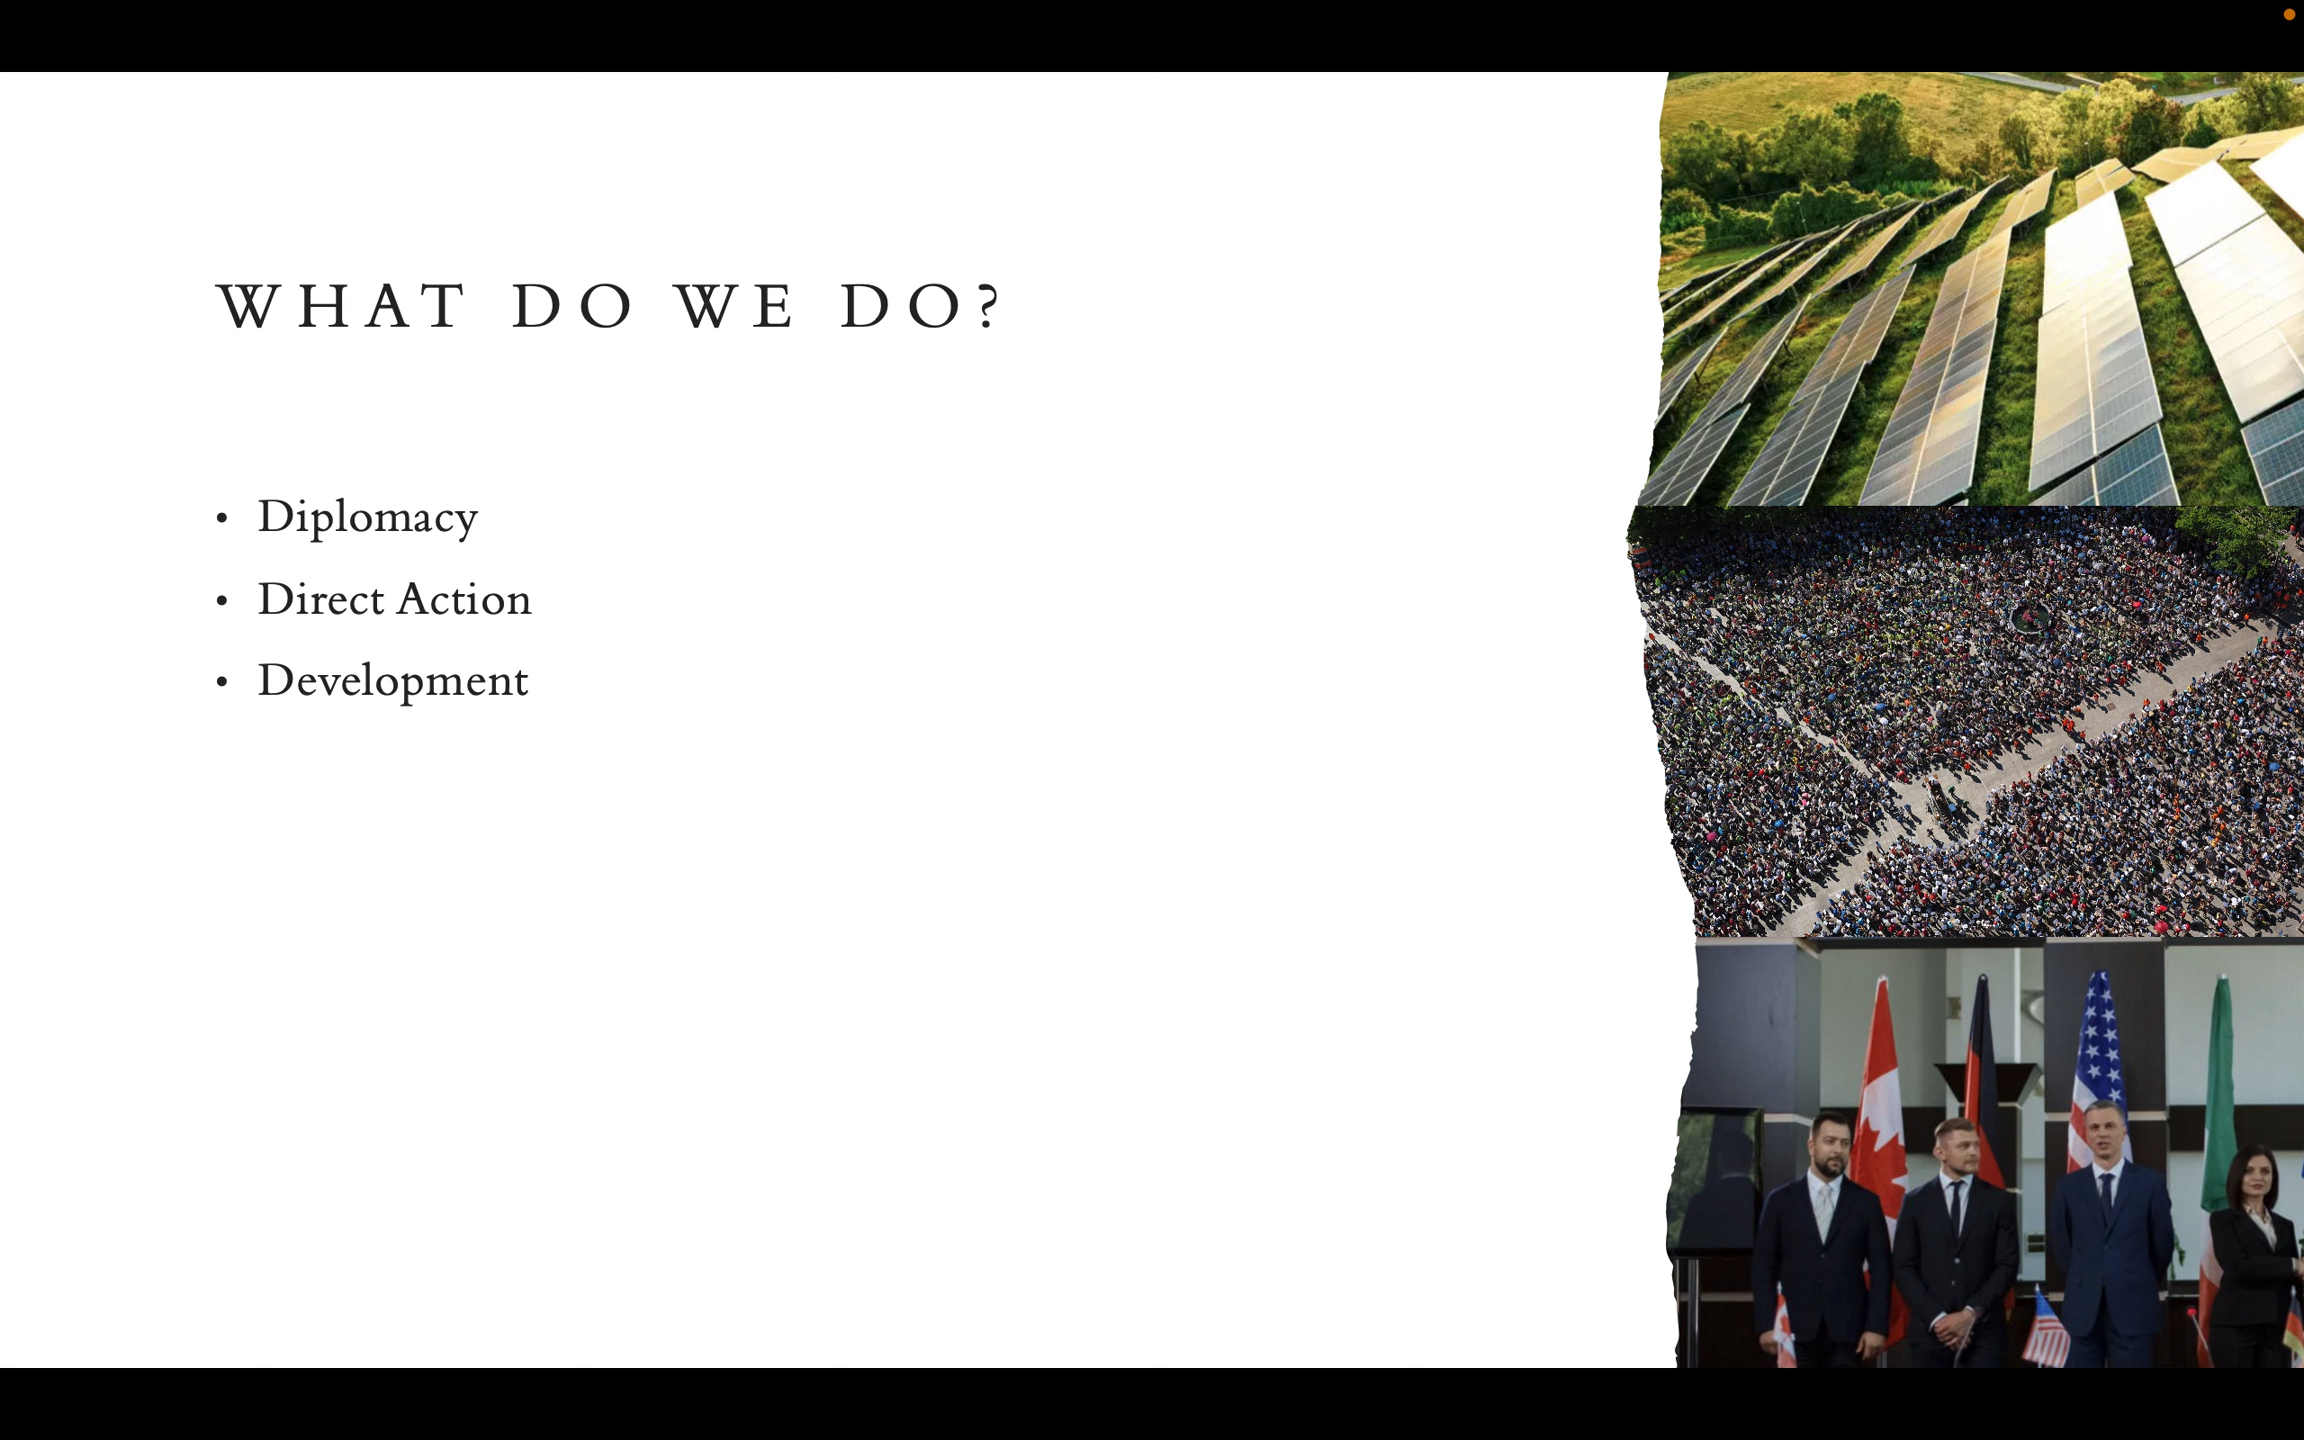 WHAT DO WE DO?
• Diplomacy
• Direct Action
• Development